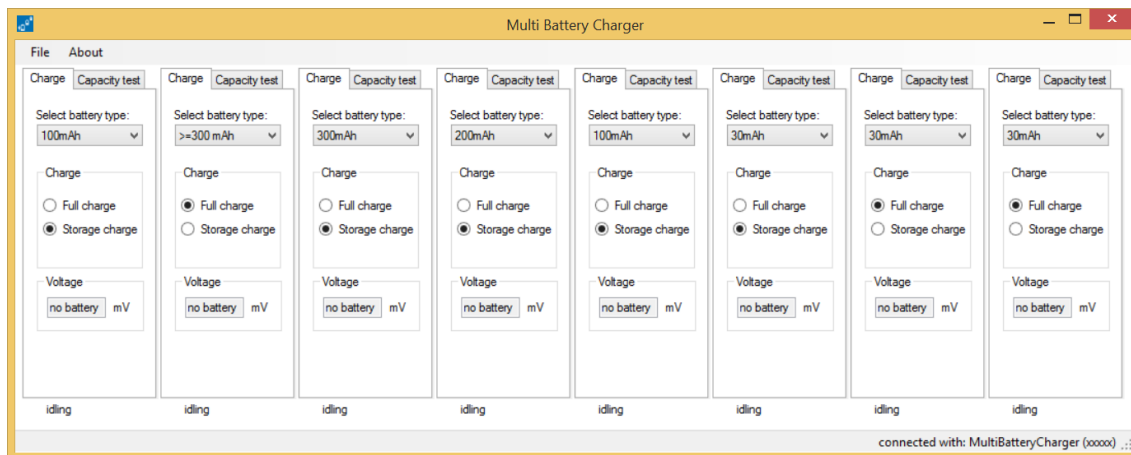 Multi Battery Charger
File About
Charge Capacity test Charge Capacity test Charge Capacity test Charge Capacity test Charge Capacity test Charge Capacity test Charge Capacity test Charge Capacity test
Select battery type: Select battery type: Select battery type: Select battery type: Select battery type: Select battery type: Select battery type: Select battery type:
100mAh >=300 mAh 300mAh 200mAh 100mAh 30mAh 30mAh 30mAh
Charge Charge Charge Charge Charge Charge Charge Charge
Full charge Full charge Full charge Full charge Full charge Full charge Full charge Full charge
Storage charge Storage charge Storage charge Storage charge Storage charge Storage charge Storage charge Storage charge
Voltage Voltage Voltage Voltage Voltage Voltage Voltage Voltage
no battery mV no battery mV no battery mV no battery mV no battery mV no battery mV no battery mV no battery mV
idling idling idling idling idling idling idling idling
connected with: MultiBatteryCharger (xxxxx)